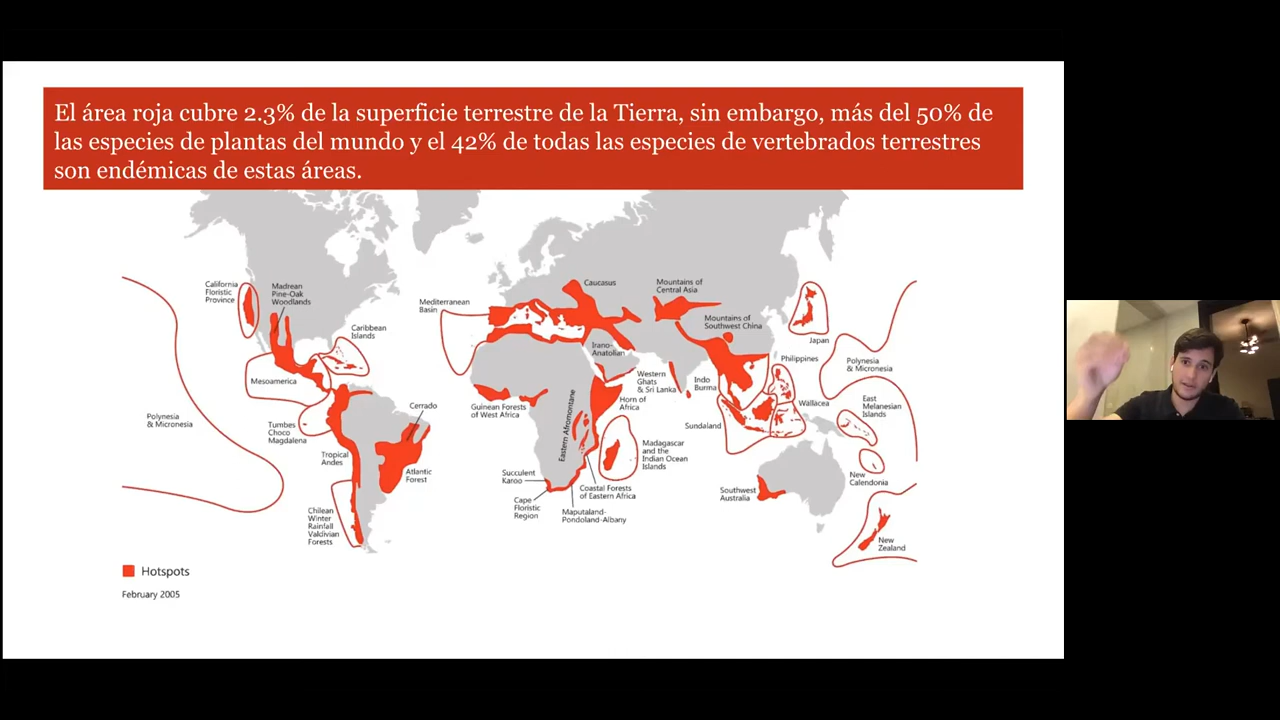 El área roja cubre 2.3% de la superficie terrestre de la Tierra, sin embargo, más del 50% de
las especies de plantas del mundo y el 42% de todas las especies de vertebrados terrestres
son endémicas de estas áreas.
California
Floristic
Province
Madrean
Pine-Oak
Woodlands
Caribbean
Islands
Mesoamerica
Polynesia
& Micronesia
Tumbes
Choco
Magdalena
Tropical
Andes
Cerrado
Atlantic
Forest
Chilean
Winter
Rainfall
Valdivian
Forests
Mediterranean
Basin
Caucasus
Irano-
Anatolian
Mountains of
Central Asia
Mountains of
Southwest China
Japan
Guinean Forests
of West Africa
Eastern Afromontane
Horn of
Africa
Western
Ghats
& Sri Lanka
Indo
Burma
Philippines
Polynesia
& Micronesia
Sundaland
Wallacea
East
Melanesian
Islands
Madagascar
and the
Indian Ocean
Islands
Succulent
Karoo
Cape
Floristic
Region
Coastal Forests
of Eastern Africa
Maputaland-
Pondoland-Albany
Southwest
Australia
New
Calendonia
New
Zealand
Hotspots
February 2005